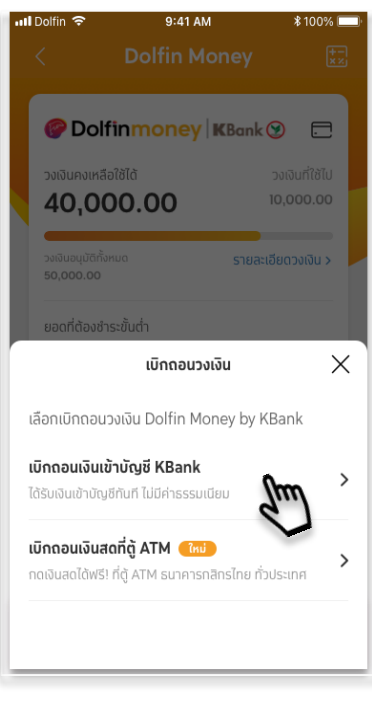 Dolfin 9:41 AM 100%
Dolfin Money
Dolfinmoney KBank
วงเงินคงเหลือใช้ได้ วงเงินที่ใช้ไป
40,000.00 10,000.00
วงเงินอนุมัติทั้งหมด รายละเอียดวงเงิน >
50,000.00
ยอดที่ต้องชำระขั้นต่ำ
เบิกถอนวงเงิน
เลือกเบิกถอนวงเงิน Dolfin Money by KBank
เบิกถอนเงินเข้าบัญชี KBank
ได้รับเงินเข้าบัญชีทันที ไม่มีค่าธรรมเนียม
เบิกถอนเงินสดที่ตู้ ATM ใหม่
กดเงินสดได้ฟรี! ที่ตู้ ATM ธนาคารกสิกรไทย ทั่วประเทศ